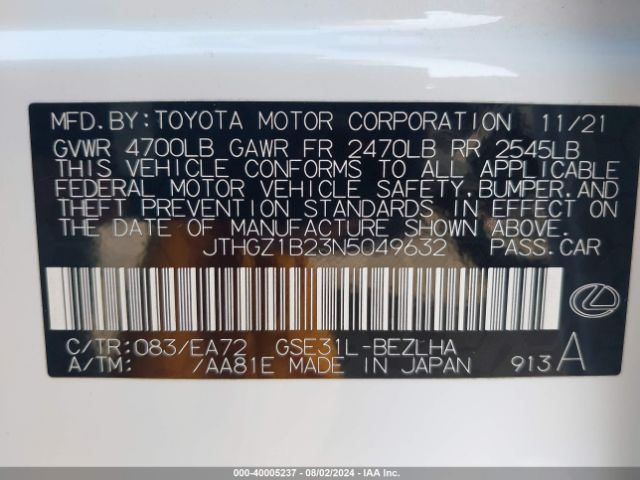 MFD.BY:TOYOTA MOTOR CORPORATION 11/21
GVWR 4700LB GAWR FR 2470LB RR 2545LB
THIS VEHICLE CONFORMS TO ALL APPLICABLE
FEDERAL MOTOR VEHICLE SAFETY,BUMPER,AND
THEFT PREVENTION STANDARDS IN EFFECT ON
THE DATE OF MANUFACTURE SHOWN ABOVE.
JTHGZ1B23N5049632 PASS.CAR
C/TR:083/EA72 GSE31L-BEZLHA
A/TM: /AA81E MADE IN JAPAN 913 A
000-40005237 - 08/02/2024 - IAA Inc.